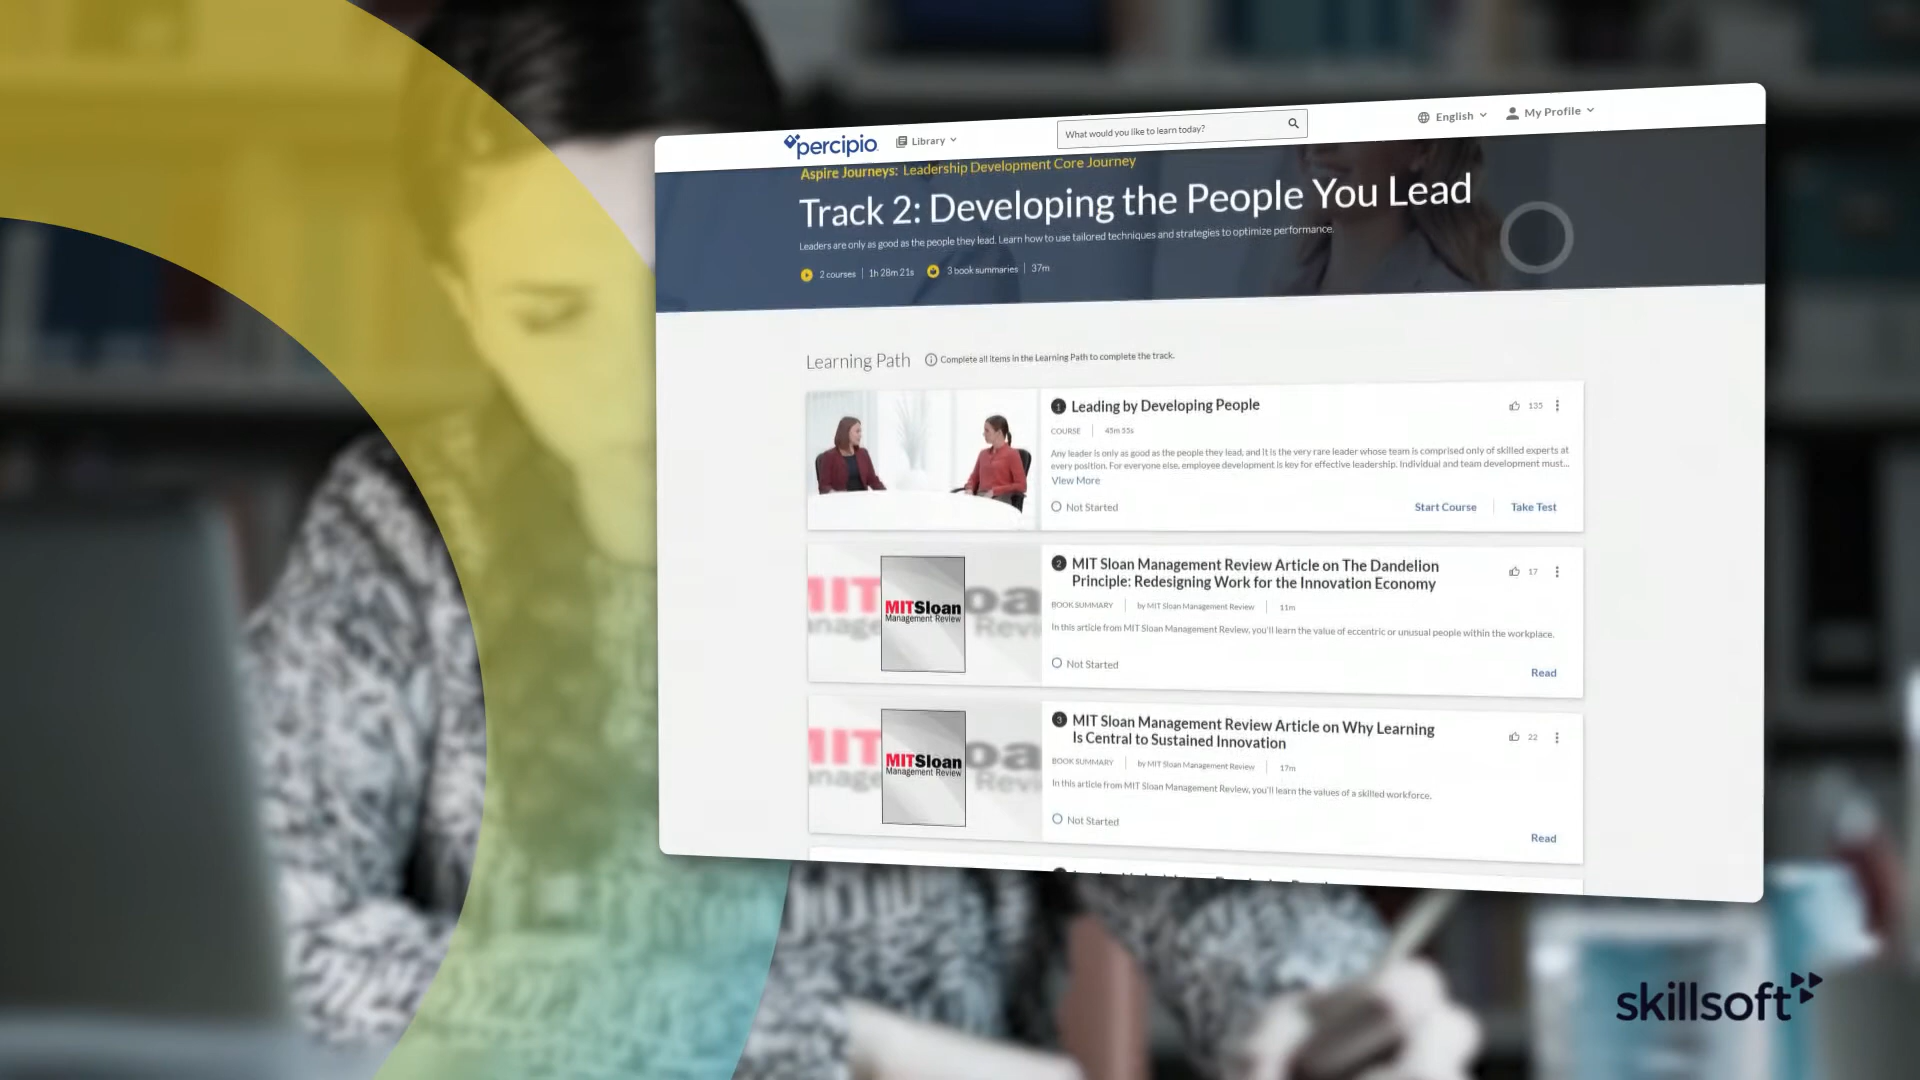 percipio
Library
What would you like to learn today?
English
My Profile
Aspire Journeys: Leadership Development Core Journey
Track 2: Developing the People You Lead
Leaders are only as good as the people they lead. Learn how to use tailored techniques and strategies to optimize performance.
2 courses | 1h 28m 21s 3 book summaries | 37m
Learning Path Complete all items in the Learning Path to complete the track.
1 Leading by Developing People
135
COURSE | 45m 55s
Any leader is only as good as the people they lead, and it is the very rare leader whose team is comprised only of skilled experts at
every position. For everyone else, employee development is key for effective leadership. Individual and team development must...
View More
Not Started
Start Course | Take Test
MITSloan
Management Review
2 MIT Sloan Management Review Article on The Dandelion
Principle: Redesigning Work for the Innovation Economy
17
BOOK SUMMARY | by MIT Sloan Management Review | 11m
In this article from MIT Sloan Management Review, you'll learn the value of eccentric or unusual people within the workplace.
Not Started
Read
MITSloan
Management Review
3 MIT Sloan Management Review Article on Why Learning
Is Central to Sustained Innovation
22
BOOK SUMMARY | by MIT Sloan Management Review | 17m
In this article from MIT Sloan Management Review, you'll learn the values of a skilled workforce.
Not Started
Read
skillsoft